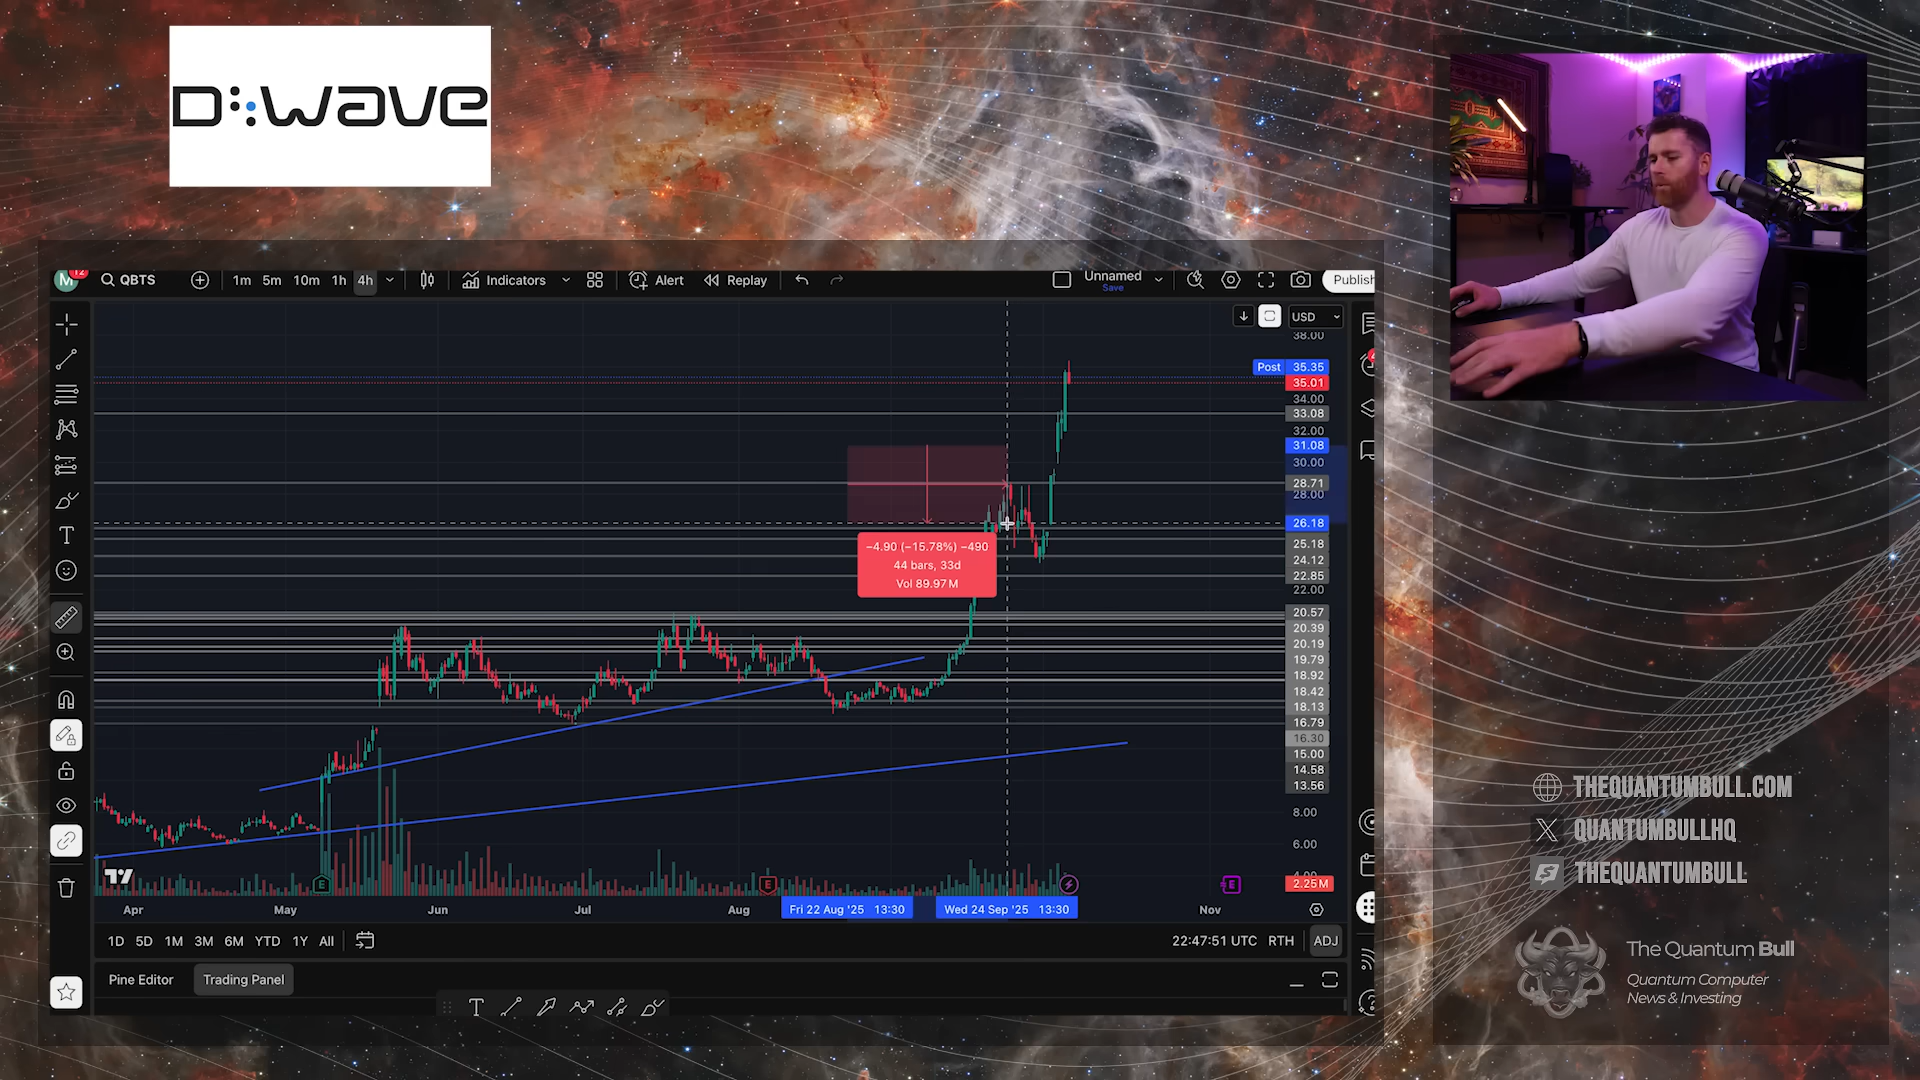 D:Wave
M
12
QBTS
1m 5m 10m 1h 4h
Indicators
Alert
Replay
Unnamed
Save
Publish
USD
38.00
Post 35.35
35.01
34.00
33.08
32.00
31.08
30.00
28.71
28.00
26.18
25.18
24.12
22.85
22.00
20.57
20.39
20.19
19.79
18.92
18.42
18.13
16.79
16.30
15.00
14.58
13.56
8.00
6.00
4.00
2.25M
−4.90 (−15.78%) −490
44 bars, 33d
Vol 89.97M
E
E
E
Apr May Jun Jul Aug Fri 22 Aug '25 13:30 Wed 24 Sep '25 13:30 Nov
1D 5D 1M 3M 6M YTD 1Y All
22:47:51 UTC RTH ADJ
Pine Editor Trading Panel
THEQUANTUMBULL.COM
QUANTUMBULLHQ
THEQUANTUMBULL
The Quantum Bull
Quantum Computer
News & Investing